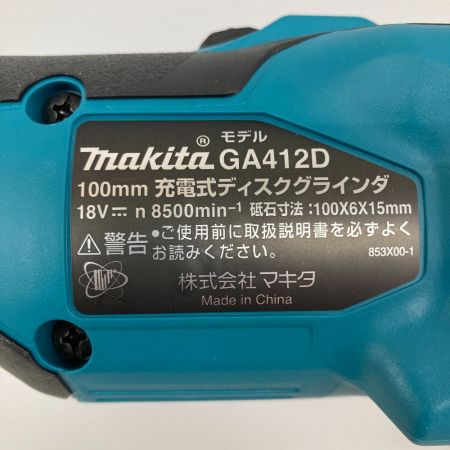 モデル
makita® GA412D
100mm 充電式ディスクグラインダ
18V⎓ n 8500min⁻¹ 砥石寸法:100X6X15mm
⚠警告 •ご使用前に取扱説明書を必ずよく
お読みください。
853X00-1
株式会社 マキタ
Made in China